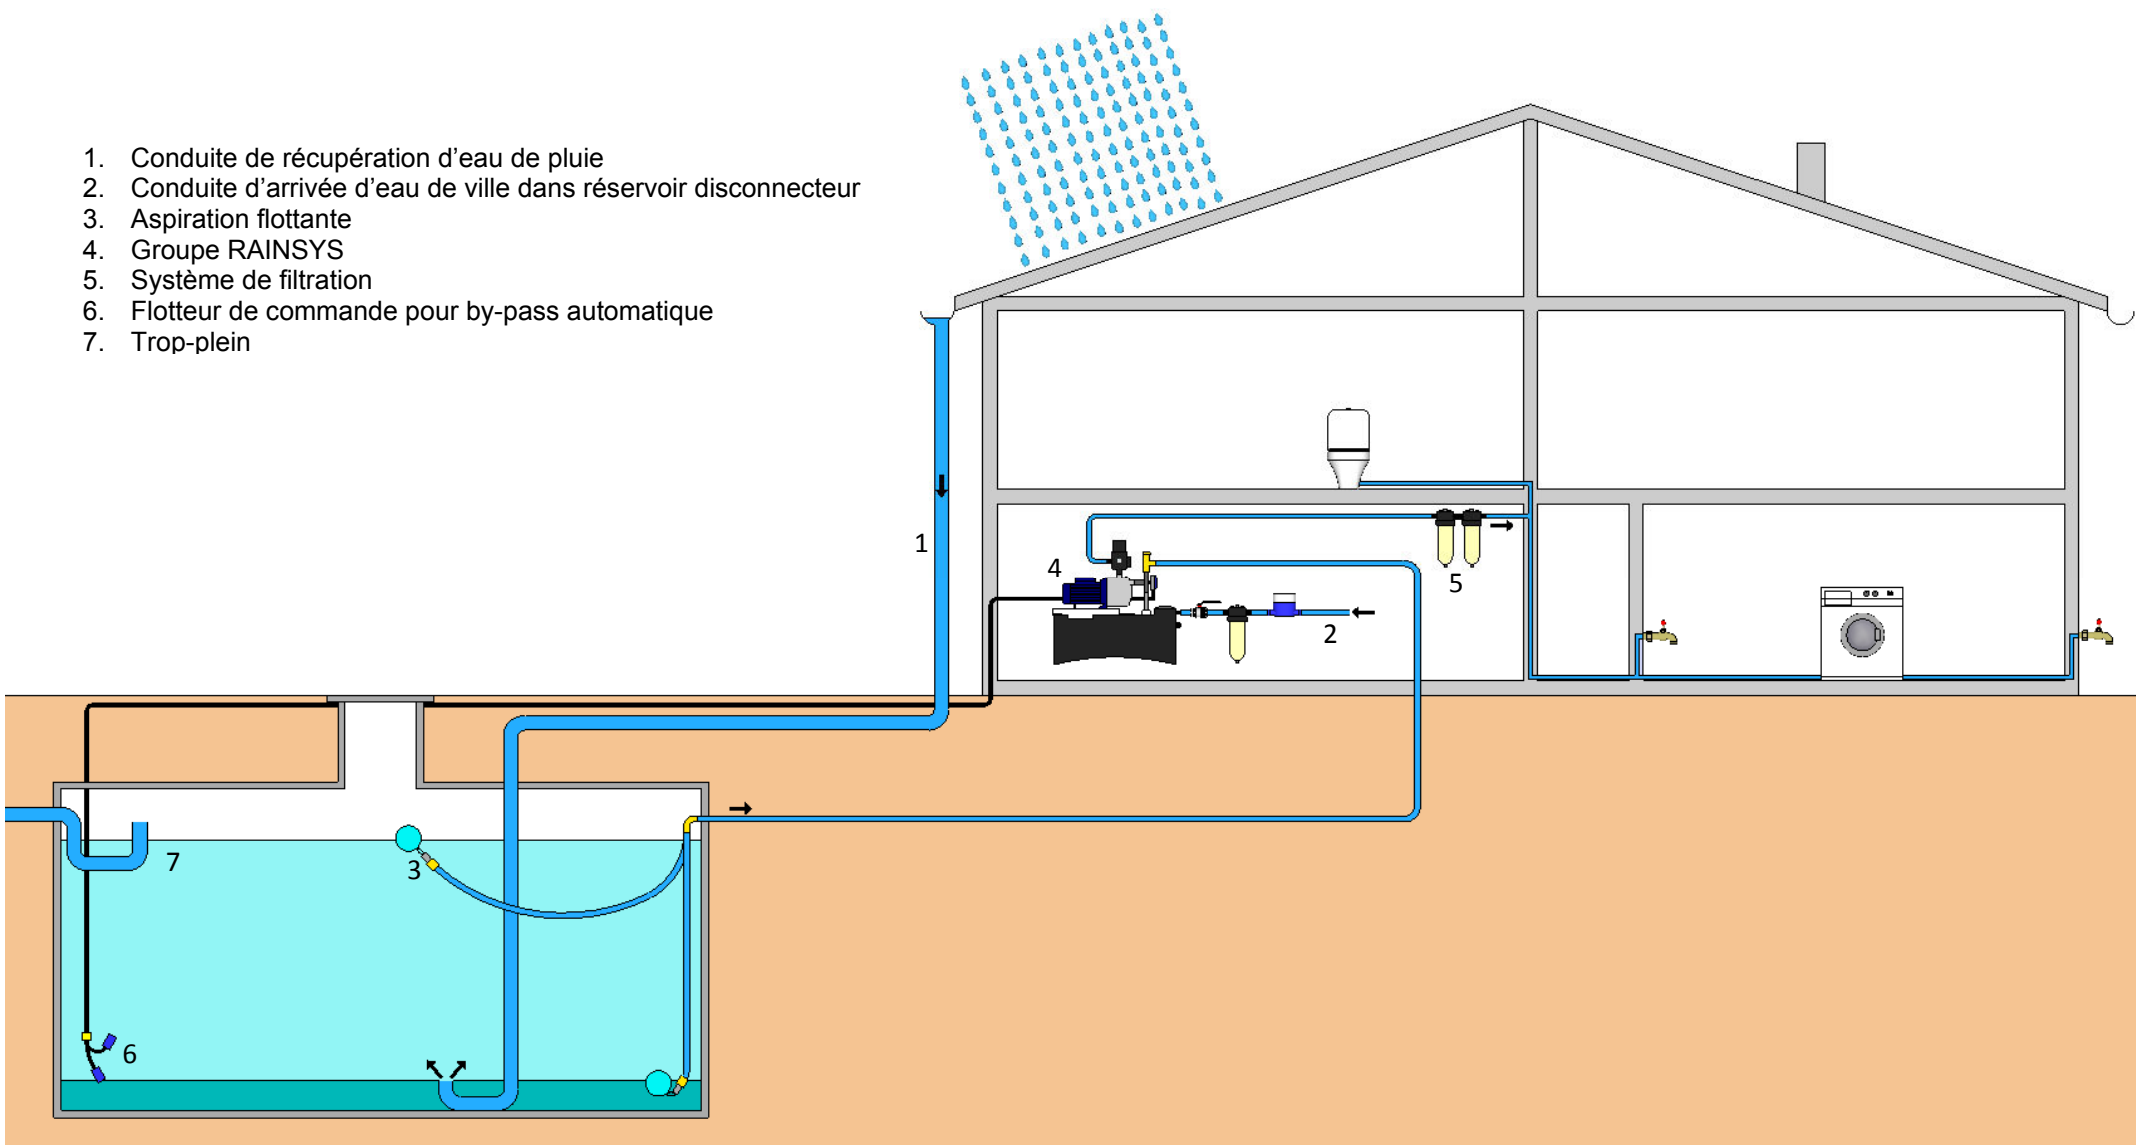 1. Conduite de récupération d’eau de pluie
2. Conduite d’arrivée d’eau de ville dans réservoir disconnecteur
3. Aspiration flottante
4. Groupe RAINSYS
5. Système de filtration
6. Flotteur de commande pour by-pass automatique
7. Trop-plein
1
4
5
2
7
3
6